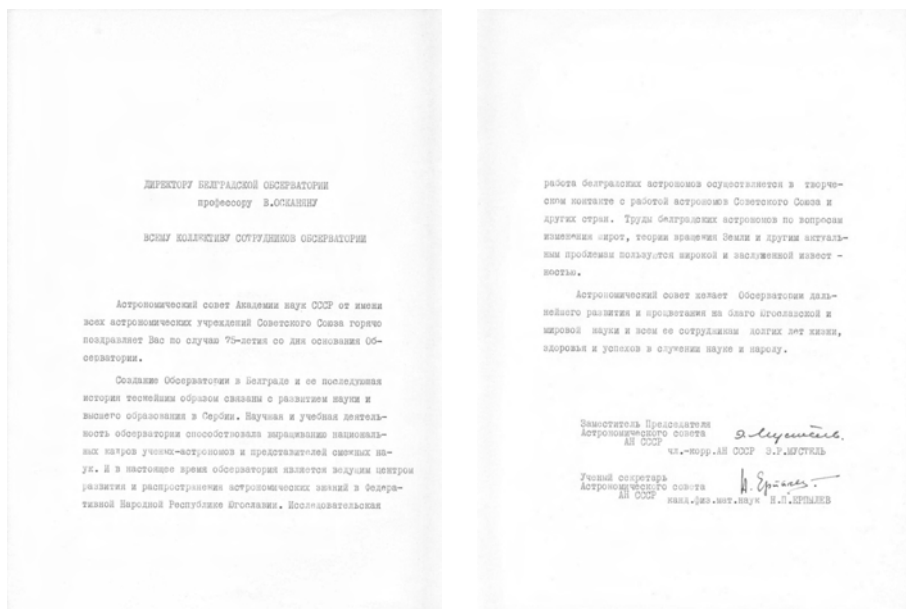 ДИРЕКТОРУ БЕЛГРАДСКОЙ ОБСЕРВАТОРИИ
профессору В.ОСКАНЯНУ
ВСЕМУ КОЛЛЕКТИВУ СОТРУДНИКОВ ОБСЕРВАТОРИИ
Астрономический совет Академии наук СССР от имени
всех астрономических учреждений Советского Союза горячо
поздравляет Вас по случаю 75-летия со дня основания Об-
серватории.
Создание Обсерватории в Белграде и ее последующая
история теснейшим образом связаны с развитием науки и
высшего образования в Сербии. Научная и учебная деятель-
ность обсерватории способствовала выращиванию националь-
ных кадров ученых-астрономов и представителей смежных на-
ук. И в настоящее время обсерватория является ведущим центром
развития и распространения астрономических знаний в Федера-
тивной Народной Республике Югославии. Исследовательская
работа белградских астрономов осуществляется в творче-
ском контакте с работой астрономов Советского Союза и
других стран. Труды белградских астрономов по вопросам
изменения широт, теории вращения Земли и другим актуаль-
ным проблемам пользуются широкой и заслуженной извест -
ностью.
Астрономический совет желает Обсерватории даль-
нейшего развития и процветания на благо Югославской и
мировой науки и всем ее сотрудникам долгих лет жизни,
здоровья и успехов в служении науке и народу.
Заместитель Председателя
Астрономического совета
АН СССР
Э.Мустель.
чл.-корр.АН СССР Э.Р.МУСТЕЛЬ
Ученый секретарь
Астрономического совета
АН СССР
Н. Ерпылев
канд.физ.мат.наук Н.П.ЕРПЫЛЕВ